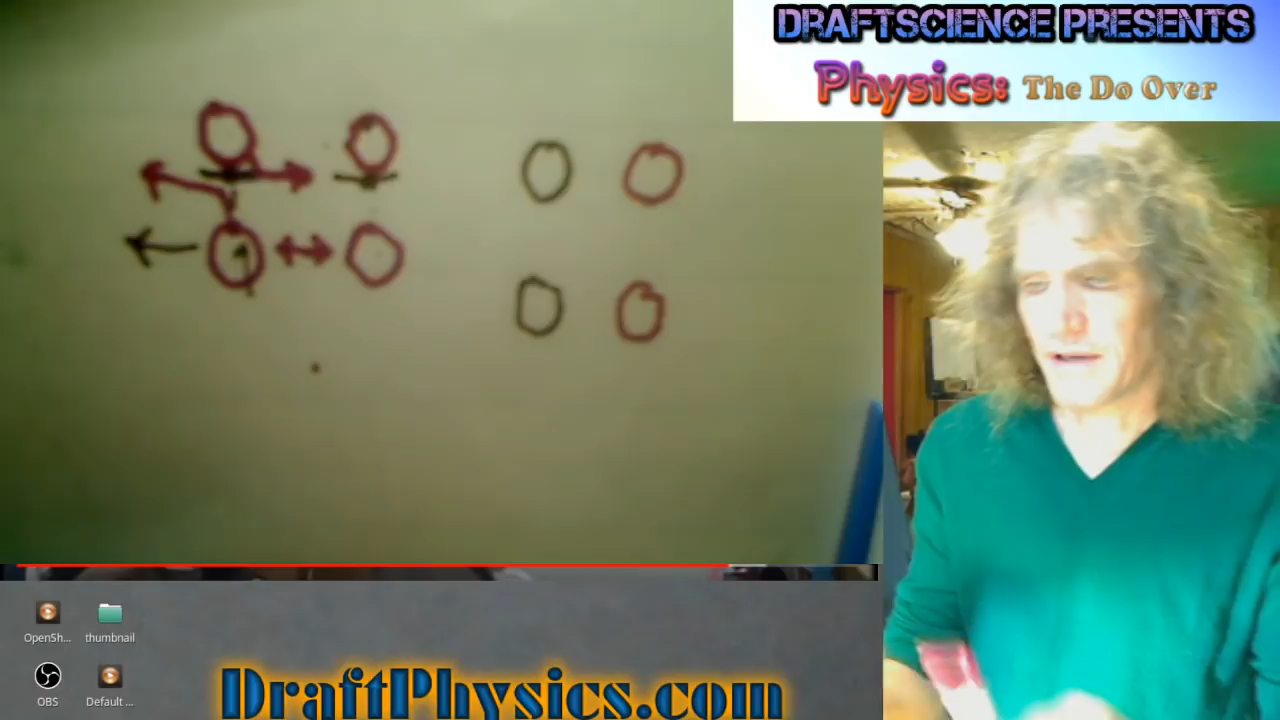 DRAFTSCIENCE PRESENTS
Physics: The Do Over
OpenSh...
thumbnail
OBS
Default ...
DraftPhysics.com